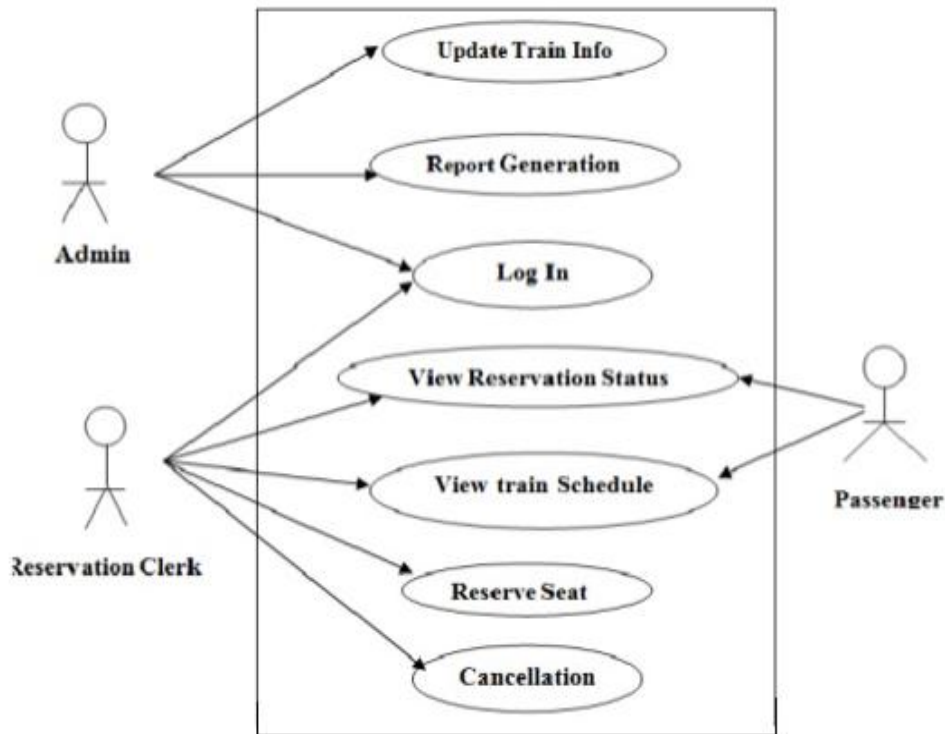 Update Train Info
Report Generation
Admin
Log In
View Reservation Status
View train Schedule
Passenger
Reservation Clerk
Reserve Seat
Cancellation